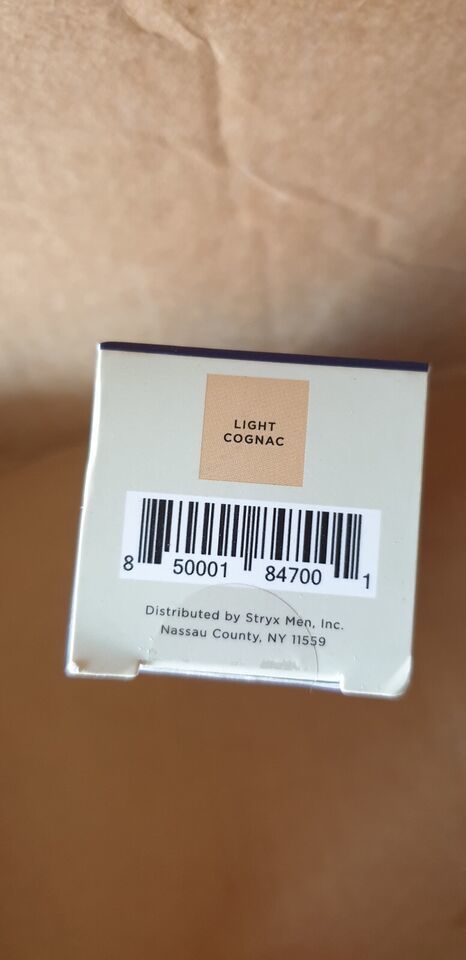 LIGHT
COGNAC
8 50001 84700 1
Distributed by Stryx Men, Inc.
Nassau County, NY 11559